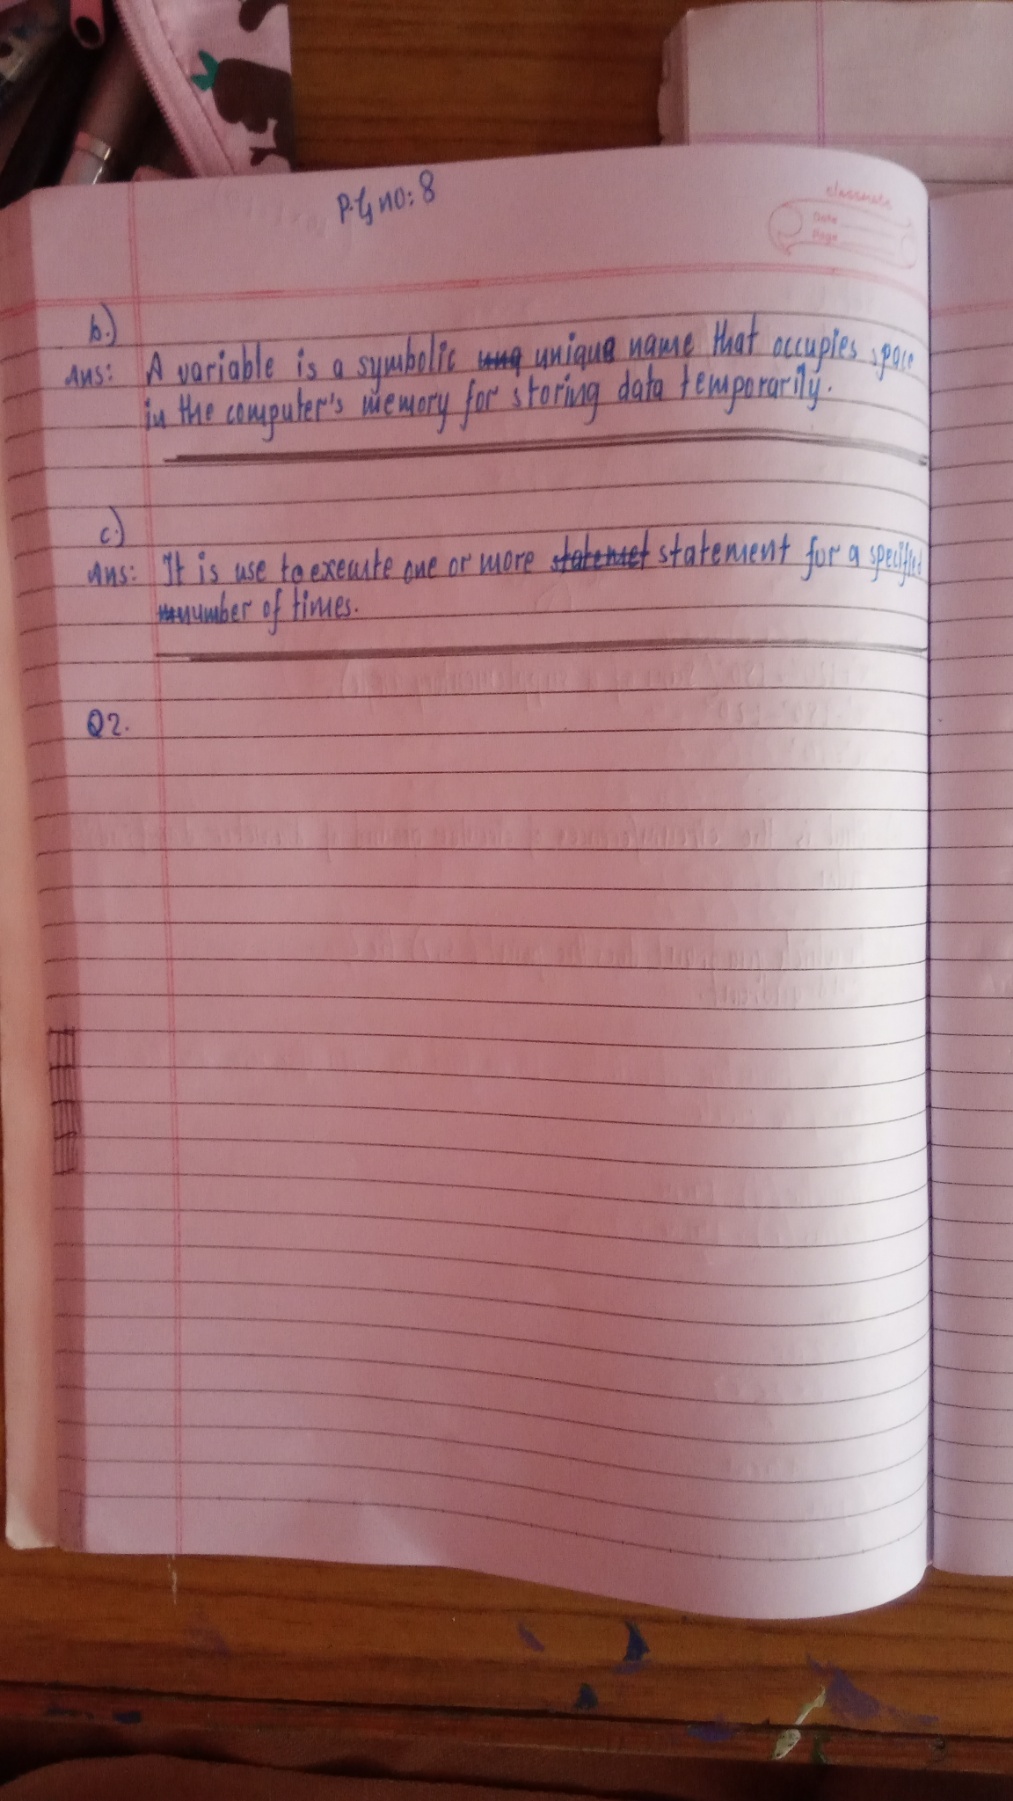 P.G no: 8
classmate
Date
Page
b.)
Ans: A variable is a symbolic unq unique name that occupies space
in the computer's memory for storing data temporarily.
c.)
Ans: It is use to execute one or more statemet statement for a specified
number of times.
Q2.